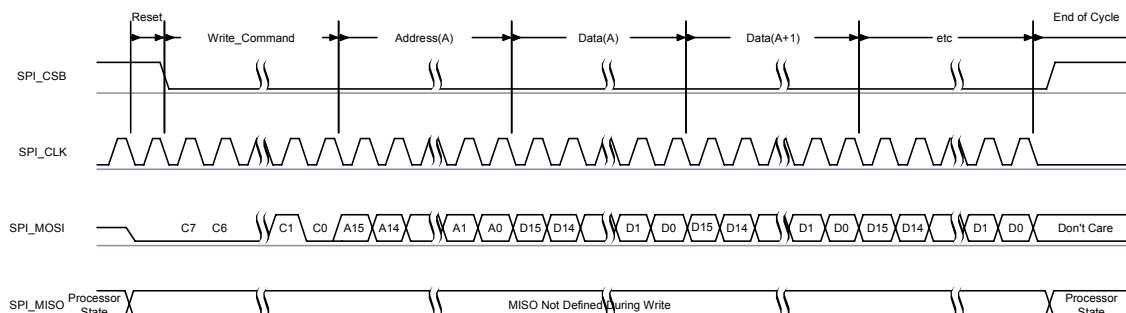 Reset
End of Cycle
Write_Command Address(A) Data(A) Data(A+1) etc
SPI_CSB
SPI_CLK
SPI_MOSI C7 C6 C1 C0 A15 A14 A1 A0 D15 D14 D1 D0 D15 D14 D1 D0 D15 D14 D1 D0 Don't Care
SPI_MISO Processor State MISO Not Defined During Write Processor State